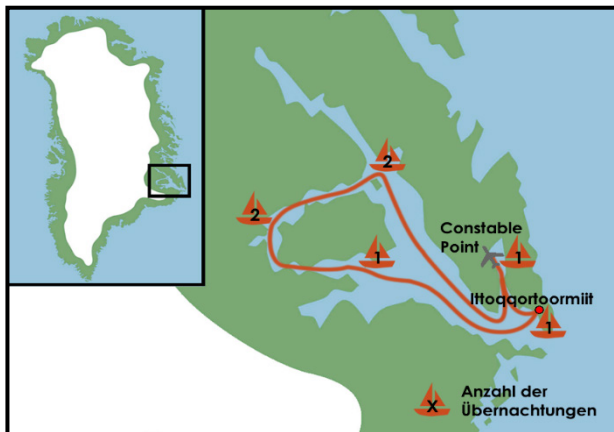 2
2
Constable
Point
1
1
Ittoqqortoormiit
1
X
Anzahl der
Übernachtungen